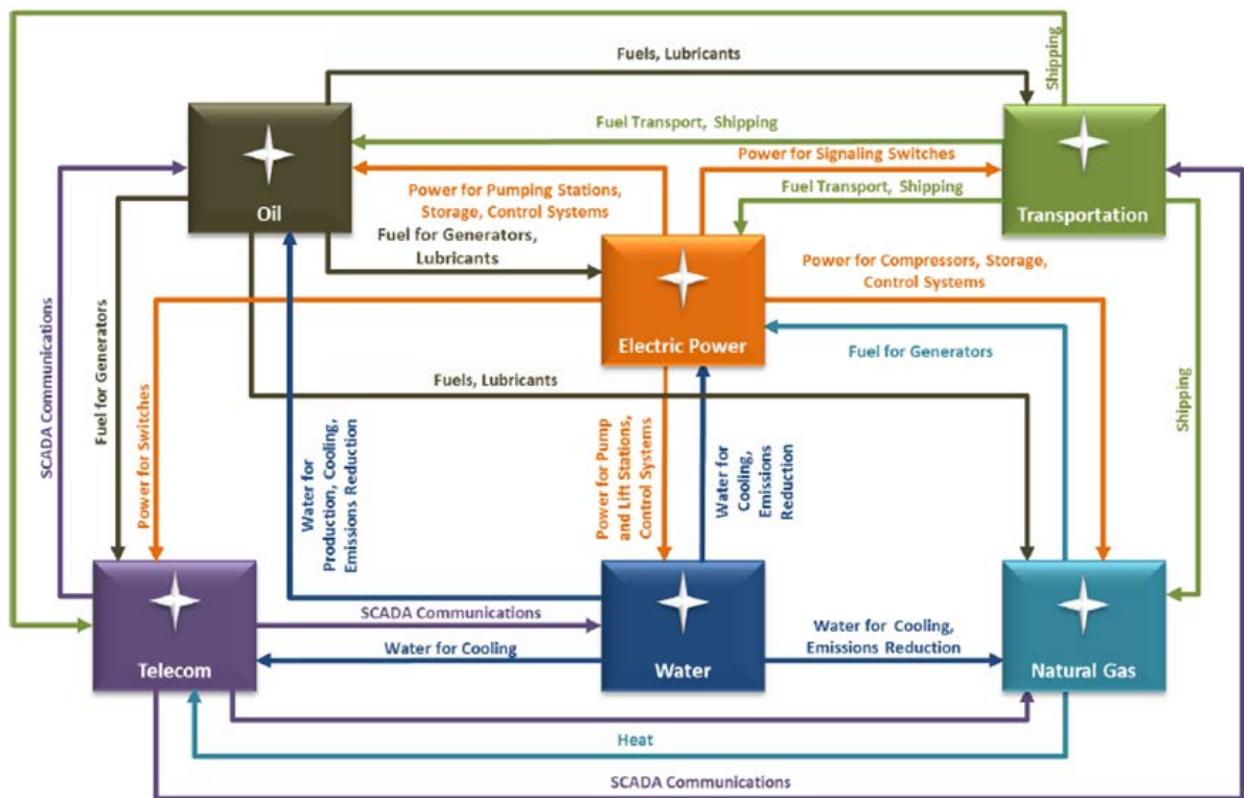 Shipping
Fuels, Lubricants
Fuel Transport, Shipping
Power for Signaling Switches
Power for Pumping Stations,
Storage, Control Systems
Fuel Transport, Shipping
Oil
Transportation
Fuel for Generators,
Lubricants
Power for Compressors, Storage,
Control Systems
Electric Power
Fuel for Generators
SCADA Communications
Fuel for Generators
Fuels, Lubricants
Shipping
Power for Switches
Water for
Production, Cooling,
Emissions Reduction
Power for Pump
and Lift Stations,
Control Systems
Water for
Cooling,
Emissions
Reduction
SCADA Communications
Water for Cooling
Water for Cooling,
Emissions Reduction
Telecom
Water
Natural Gas
Heat
SCADA Communications